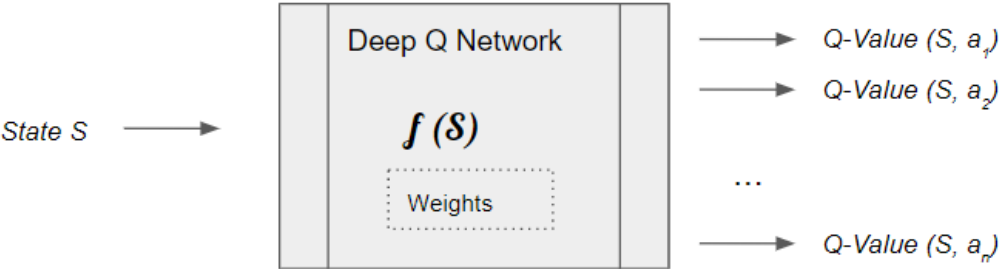 Deep Q Network
Q-Value (S, a₁)
Q-Value (S, a₂)
State S
f (S)
...
Weights
Q-Value (S, aₙ)